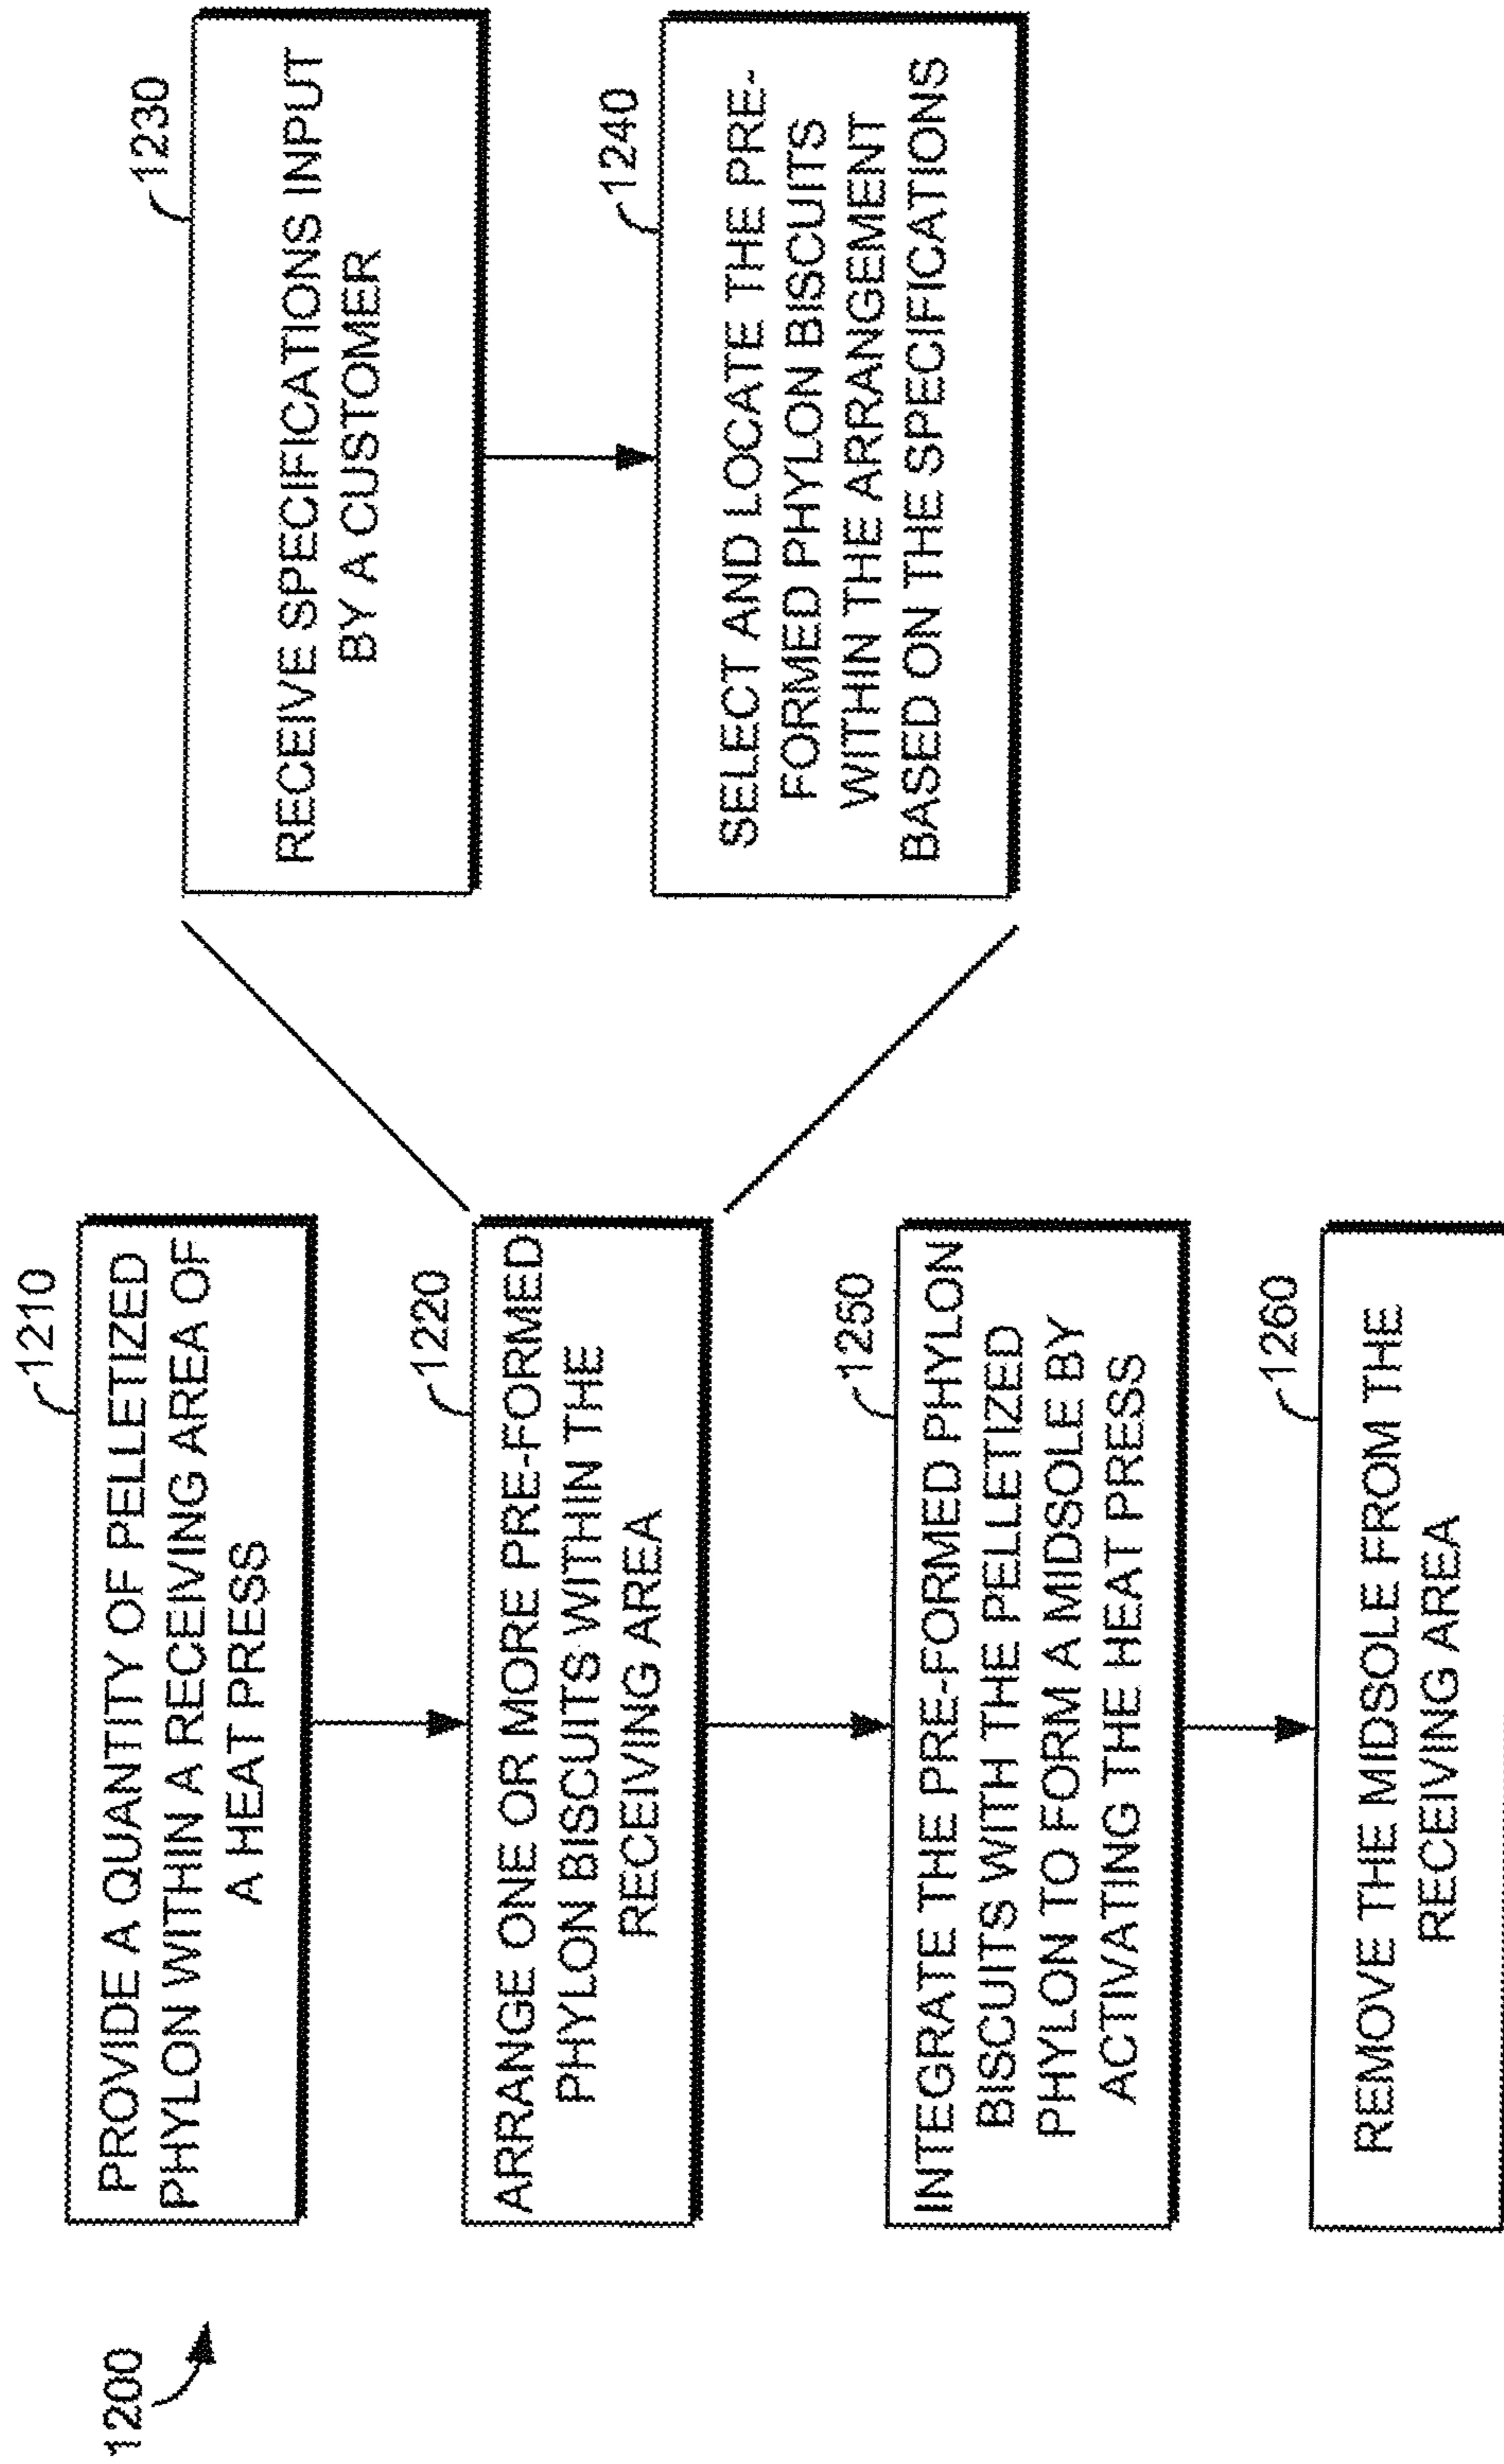 1200
1210
PROVIDE A QUANTITY OF PELLETIZED
PHYLON WITHIN A RECEIVING AREA OF
A HEAT PRESS
1220
ARRANGE ONE OR MORE PRE-FORMED
PHYLON BISCUITS WITHIN THE
RECEIVING AREA
1230
RECEIVE SPECIFICATIONS INPUT
BY A CUSTOMER
1240
SELECT AND LOCATE THE PRE-
FORMED PHYLON BISCUITS
WITHIN THE ARRANGEMENT
BASED ON THE SPECIFICATIONS
1250
INTEGRATE THE PRE-FORMED PHYLON
BISCUITS WITH THE PELLETIZED
PHYLON TO FORM A MIDSOLE BY
ACTIVATING THE HEAT PRESS
1260
REMOVE THE MIDSOLE FROM THE
RECEIVING AREA